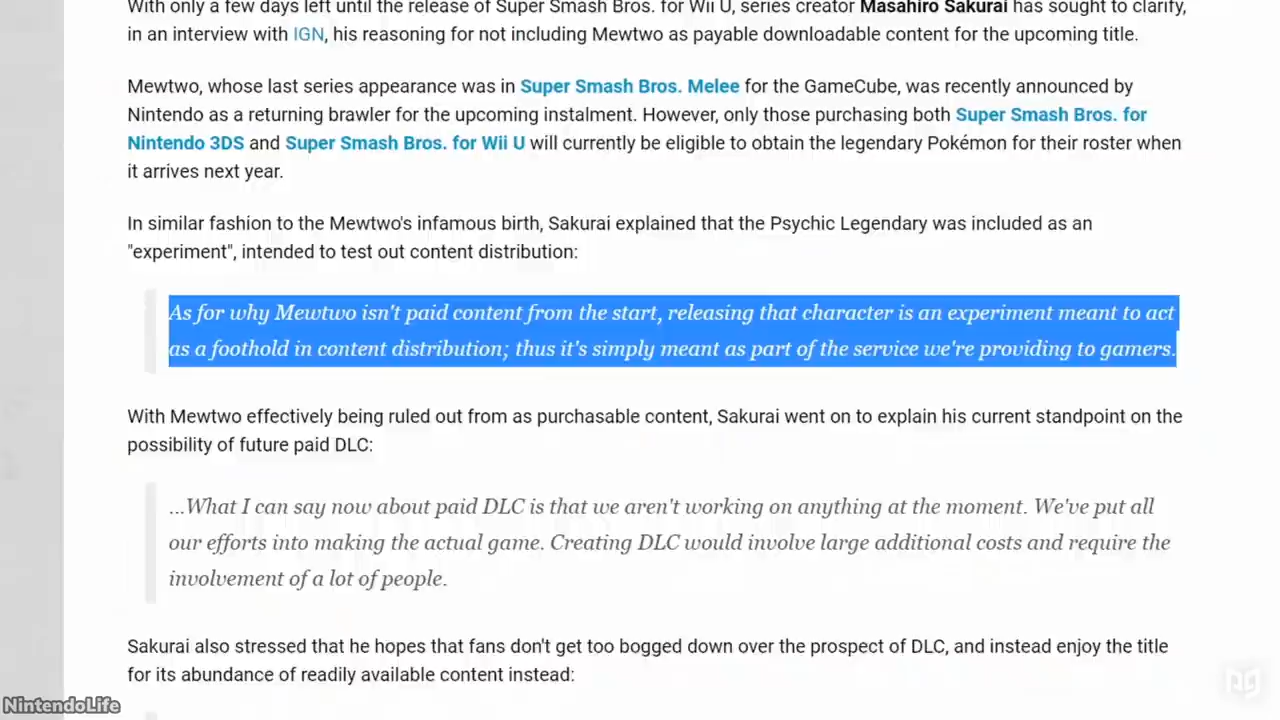 With only a few days left until the release of Super Smash Bros. for Wii U, series creator Masahiro Sakurai has sought to clarify,
in an interview with IGN, his reasoning for not including Mewtwo as payable downloadable content for the upcoming title.
Mewtwo, whose last series appearance was in Super Smash Bros. Melee for the GameCube, was recently announced by
Nintendo as a returning brawler for the upcoming instalment. However, only those purchasing both Super Smash Bros. for
Nintendo 3DS and Super Smash Bros. for Wii U will currently be eligible to obtain the legendary Pokémon for their roster when
it arrives next year.
In similar fashion to the Mewtwo's infamous birth, Sakurai explained that the Psychic Legendary was included as an
"experiment", intended to test out content distribution:
As for why Mewtwo isn't paid content from the start, releasing that character is an experiment meant to act
as a foothold in content distribution; thus it's simply meant as part of the service we're providing to gamers.
With Mewtwo effectively being ruled out from as purchasable content, Sakurai went on to explain his current standpoint on the
possibility of future paid DLC:
...What I can say now about paid DLC is that we aren't working on anything at the moment. We've put all
our efforts into making the actual game. Creating DLC would involve large additional costs and require the
involvement of a lot of people.
Sakurai also stressed that he hopes that fans don't get too bogged down over the prospect of DLC, and instead enjoy the title
for its abundance of readily available content instead:
NintendoLife